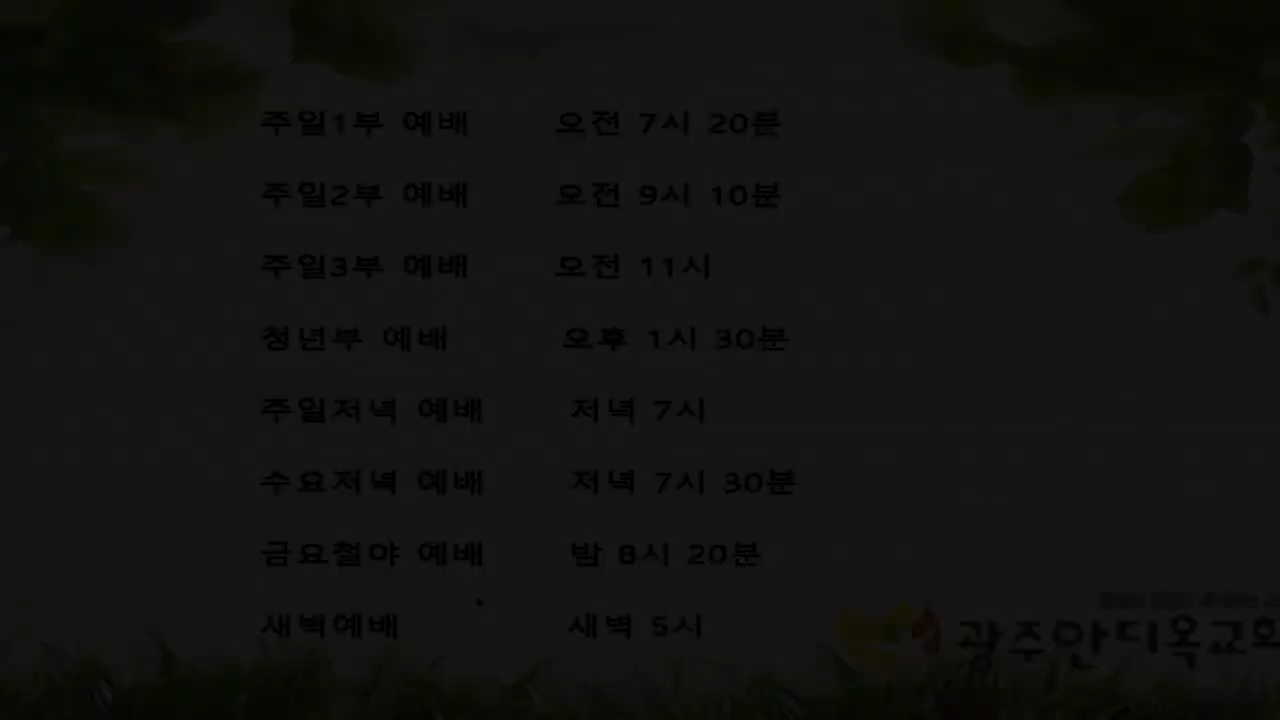 주일1부 예배 오전 7시 20분
주일2부 예배 오전 9시 10분
주일3부 예배 오전 11시
청년부 예배 오후 1시 30분
주일저녁 예배 저녁 7시
수요저녁 예배 저녁 7시 30분
금요철야 예배 밤 8시 20분
새벽예배 새벽 5시
광주안디옥교회